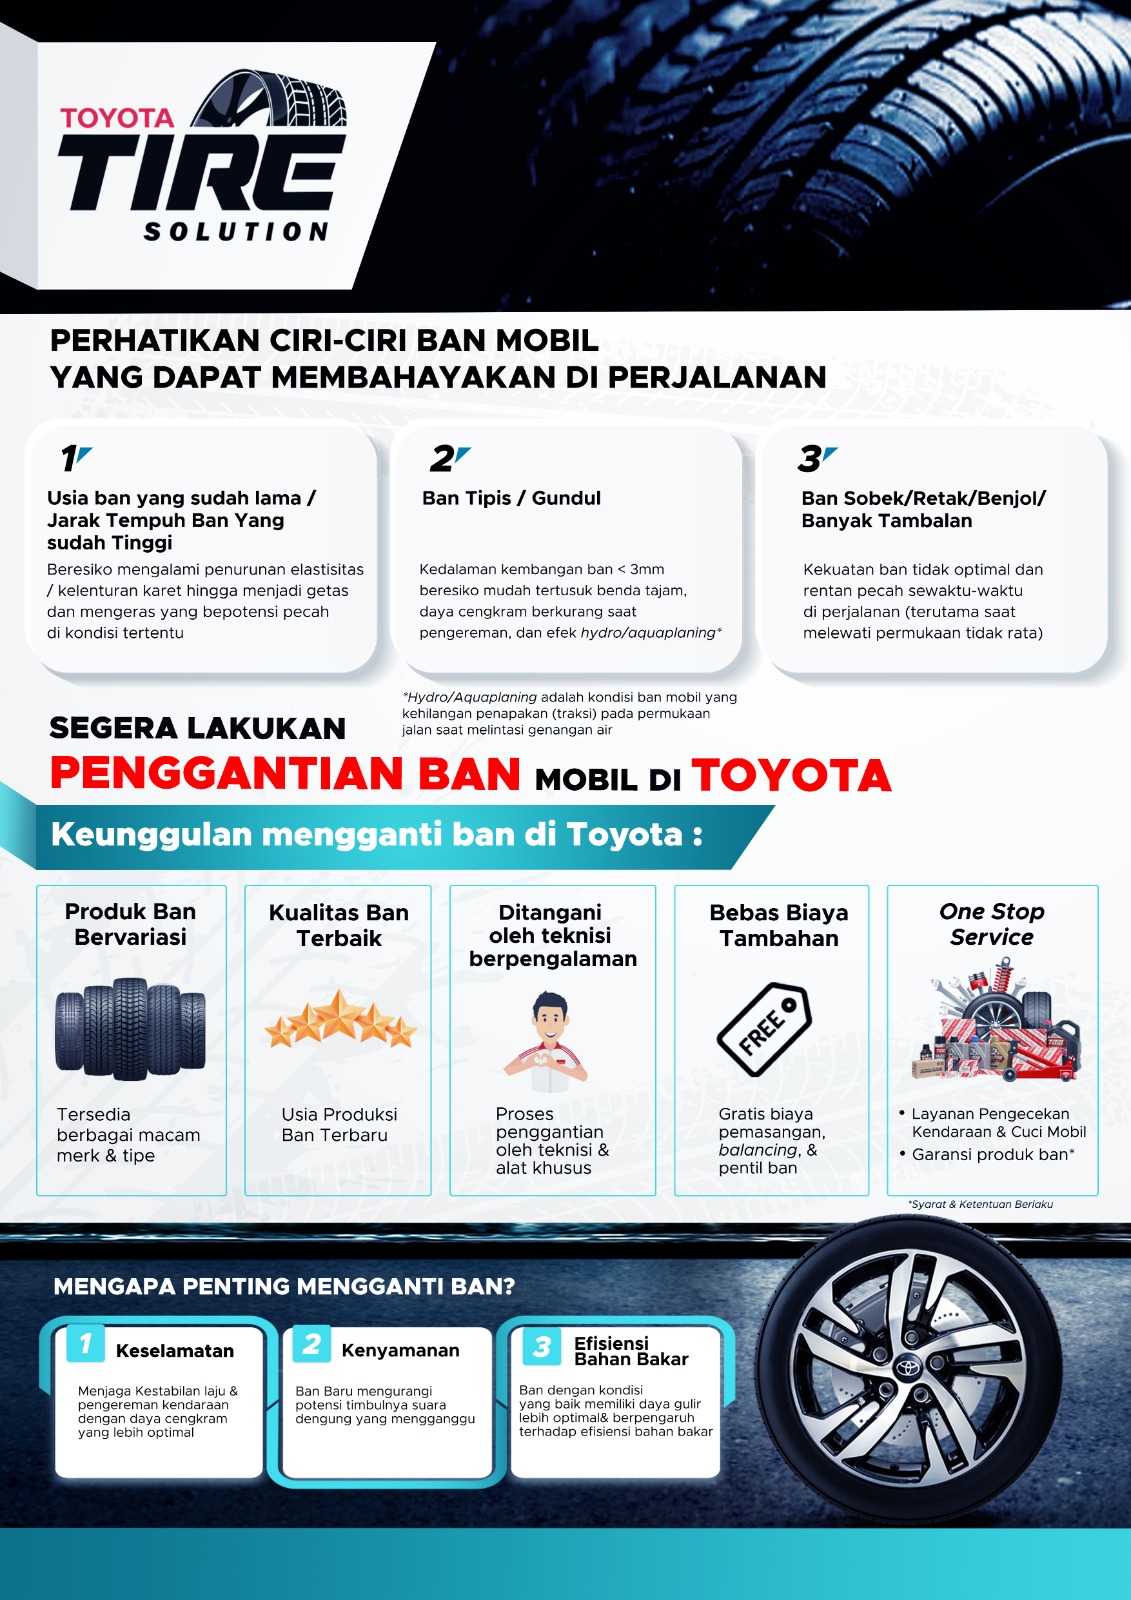 TOYOTA
TIRE
SOLUTION
PERHATIKAN CIRI-CIRI BAN MOBIL
YANG DAPAT MEMBAHAYAKAN DI PERJALANAN
1
Usia ban yang sudah lama /
Jarak Tempuh Ban Yang
sudah Tinggi
Beresiko mengalami penurunan elastisitas
/ kelenturan karet hingga menjadi getas
dan mengeras yang bepotensi pecah
di kondisi tertentu
2
Ban Tipis / Gundul
Kedalaman kembangan ban < 3mm
beresiko mudah tertusuk benda tajam,
daya cengkram berkurang saat
pengereman, dan efek hydro/aquaplaning*
3
Ban Sobek/Retak/Benjol/
Banyak Tambalan
Kekuatan ban tidak optimal dan
rentan pecah sewaktu-waktu
di perjalanan (terutama saat
melewati permukaan tidak rata)
*Hydro/Aquaplaning adalah kondisi ban mobil yang
kehilangan penapakan (traksi) pada permukaan
jalan saat melintasi genangan air
SEGERA LAKUKAN
PENGGANTIAN BAN MOBIL DI TOYOTA
Keunggulan mengganti ban di Toyota :
Produk Ban
Bervariasi
Tersedia
berbagai macam
merk & tipe
Kualitas Ban
Terbaik
Usia Produksi
Ban Terbaru
Ditangani
oleh teknisi
berpengalaman
Proses
penggantian
oleh teknisi &
alat khusus
Bebas Biaya
Tambahan
FREE
Gratis biaya
pemasangan,
balancing, &
pentil ban
One Stop
Service
• Layanan Pengecekan
Kendaraan & Cuci Mobil
• Garansi produk ban*
*Syarat & Ketentuan Berlaku
MENGAPA PENTING MENGGANTI BAN?
1
Keselamatan
Menjaga Kestabilan laju &
pengereman kendaraan
dengan daya cengkram
yang lebih optimal
2
Kenyamanan
Ban Baru mengurangi
potensi timbulnya suara
dengung yang mengganggu
3
Efisiensi
Bahan Bakar
Ban dengan kondisi
yang baik memiliki daya gulir
lebih optimal& berpengaruh
terhadap efisiensi bahan bakar